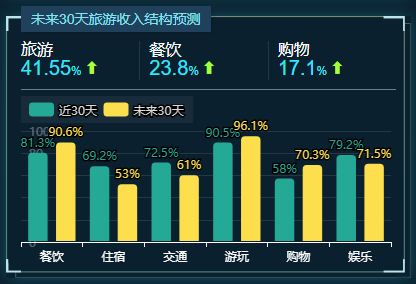 未来30天旅游收入结构预测
旅游 餐饮 购物
41.55% 23.8% 17.1%
近30天 未来30天
100
81.3% 90.6% 69.2% 53% 72.5% 61% 90.5% 96.1% 58% 70.3% 79.2% 71.5%
80
0
餐饮 住宿 交通 游玩 购物 娱乐